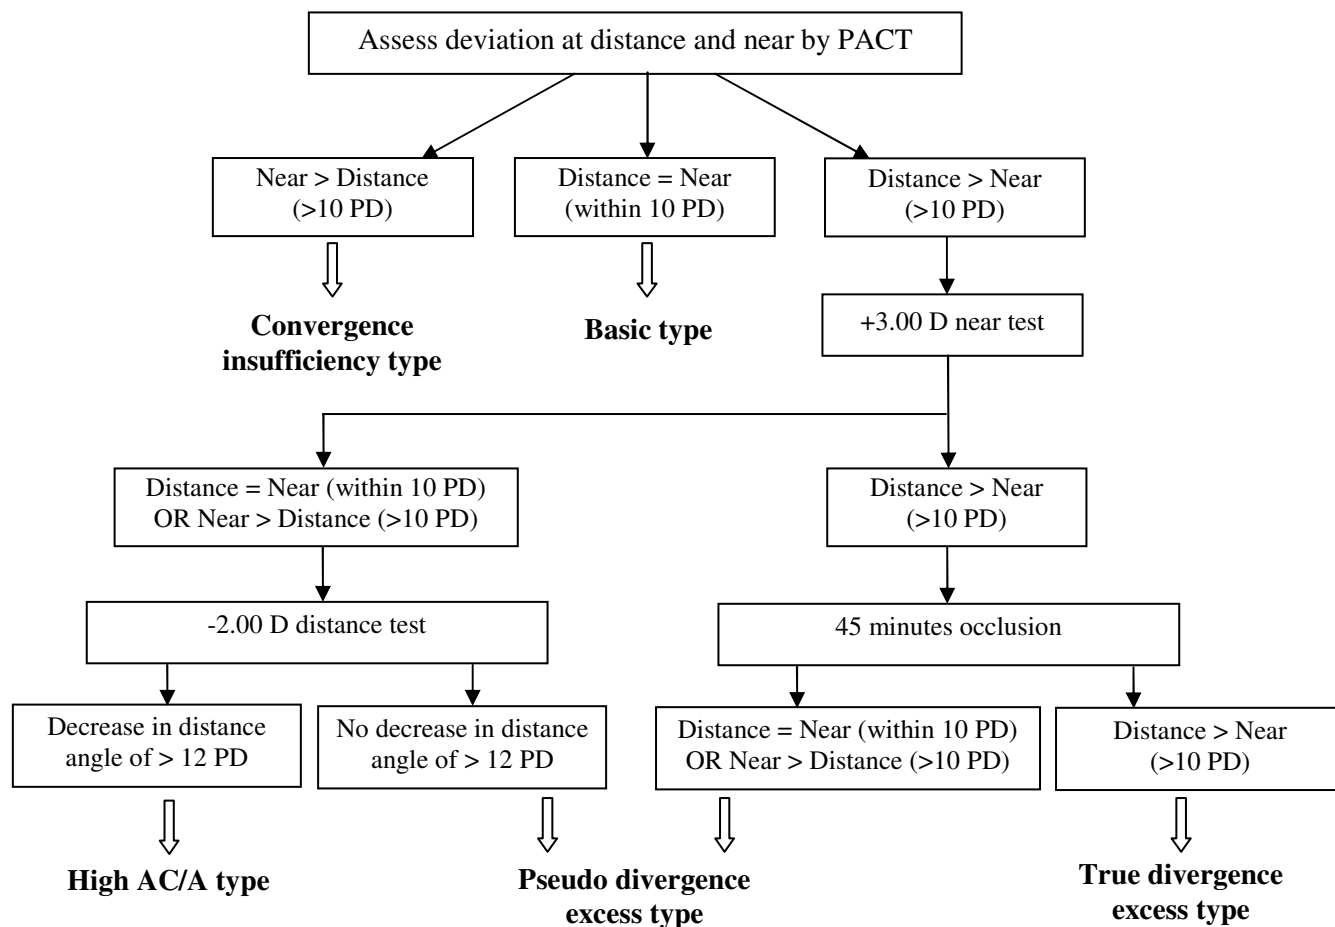 Assess deviation at distance and near by PACT
Near > Distance
(>10 PD)
Distance = Near
(within 10 PD)
Distance > Near
(>10 PD)
Convergence
insufficiency type
Basic type
+3.00 D near test
Distance = Near (within 10 PD)
OR Near > Distance (>10 PD)
Distance > Near
(>10 PD)
-2.00 D distance test
45 minutes occlusion
Decrease in distance
angle of > 12 PD
No decrease in distance
angle of > 12 PD
Distance = Near (within 10 PD)
OR Near > Distance (>10 PD)
Distance > Near
(>10 PD)
High AC/A type
Pseudo divergence
excess type
True divergence
excess type